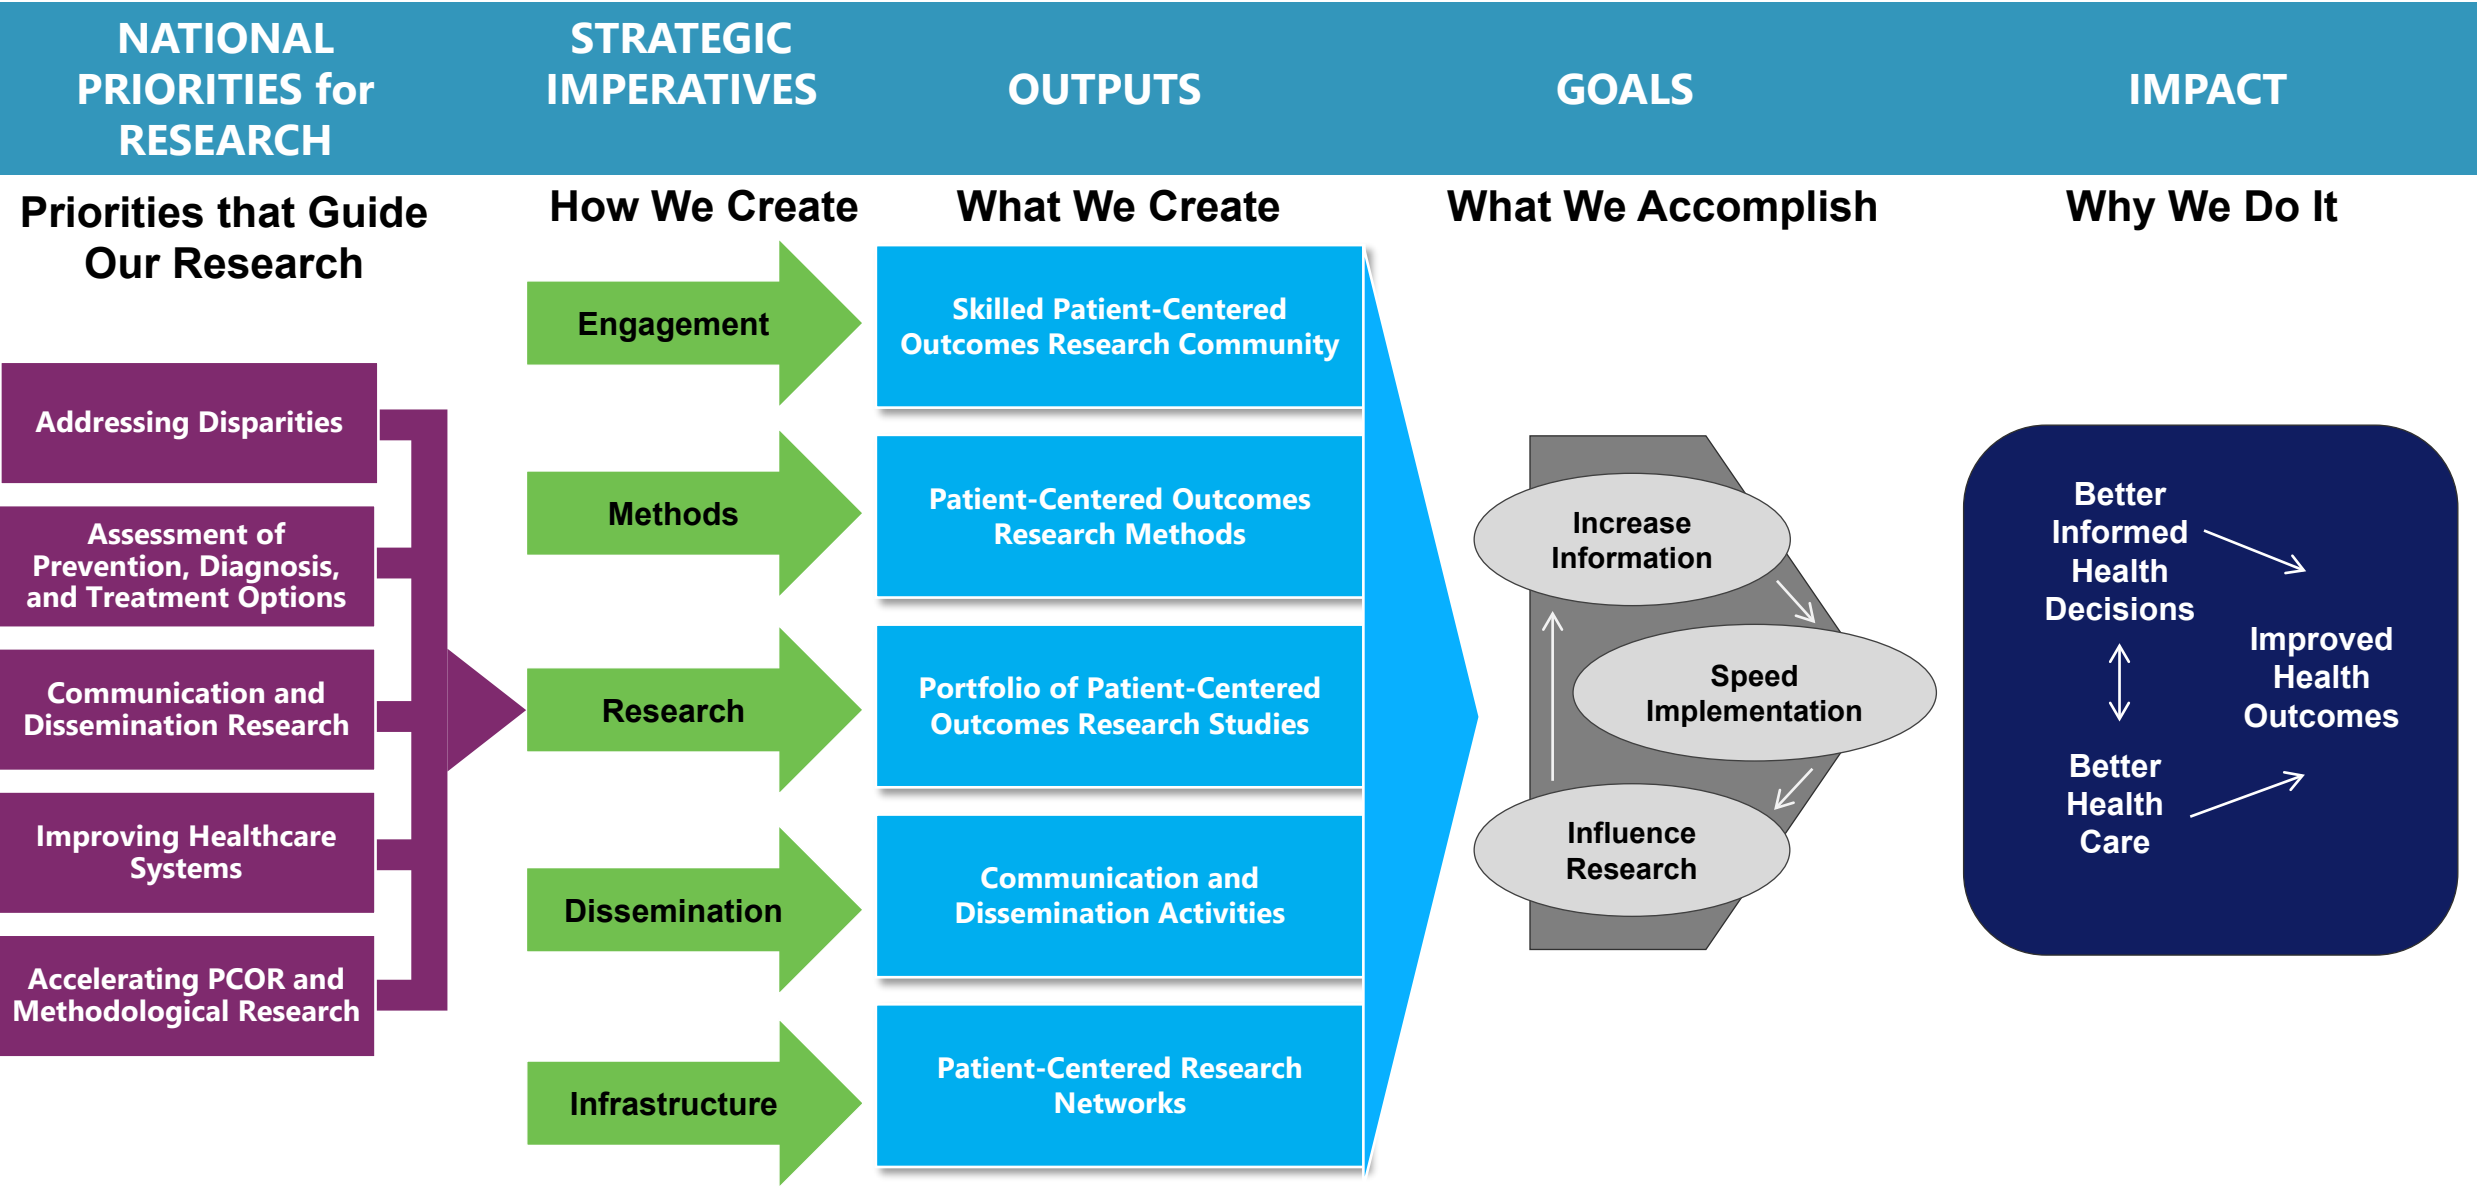 NATIONAL
PRIORITIES for
RESEARCH
STRATEGIC
IMPERATIVES
OUTPUTS
GOALS
IMPACT
Priorities that Guide
Our Research
How We Create
What We Create
What We Accomplish
Why We Do It
Addressing Disparities
Assessment of
Prevention, Diagnosis,
and Treatment Options
Communication and
Dissemination Research
Improving Healthcare
Systems
Accelerating PCOR and
Methodological Research
Engagement
Methods
Research
Dissemination
Infrastructure
Skilled Patient-Centered
Outcomes Research Community
Patient-Centered Outcomes
Research Methods
Portfolio of Patient-Centered
Outcomes Research Studies
Communication and
Dissemination Activities
Patient-Centered Research
Networks
Increase
Information
Speed
Implementation
Influence
Research
Better
Informed
Health
Decisions
Better
Health
Care
Improved
Health
Outcomes